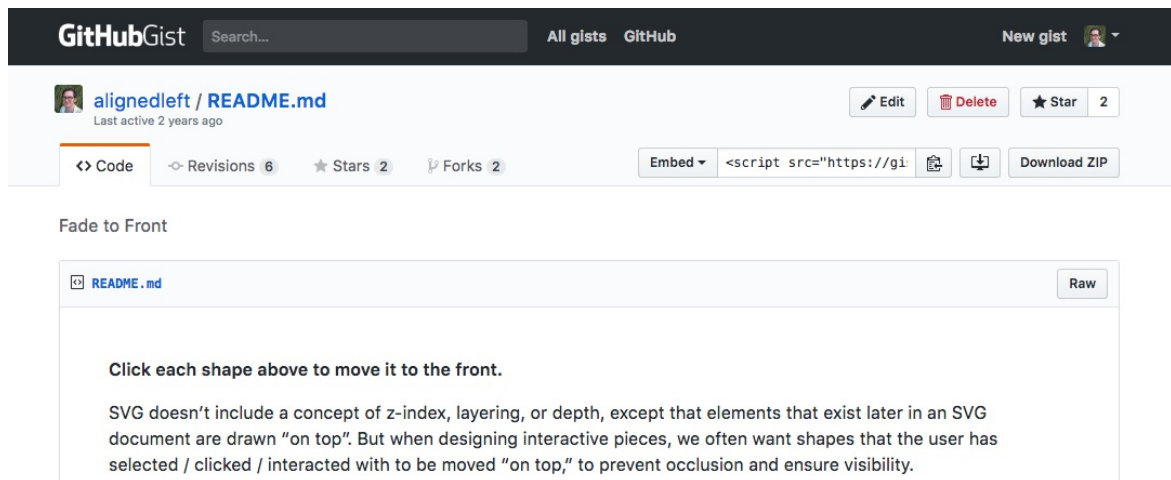 GitHubGist Search... All gists GitHub New gist
alignedleft / README.md Edit Delete Star 2
Last active 2 years ago
<> Code Revisions 6 Stars 2 Forks 2 Embed <script src="https://gi Download ZIP
Fade to Front
README.md Raw
Click each shape above to move it to the front.
SVG doesn’t include a concept of z-index, layering, or depth, except that elements that exist later in an SVG
document are drawn “on top”. But when designing interactive pieces, we often want shapes that the user has
selected / clicked / interacted with to be moved “on top,” to prevent occlusion and ensure visibility.